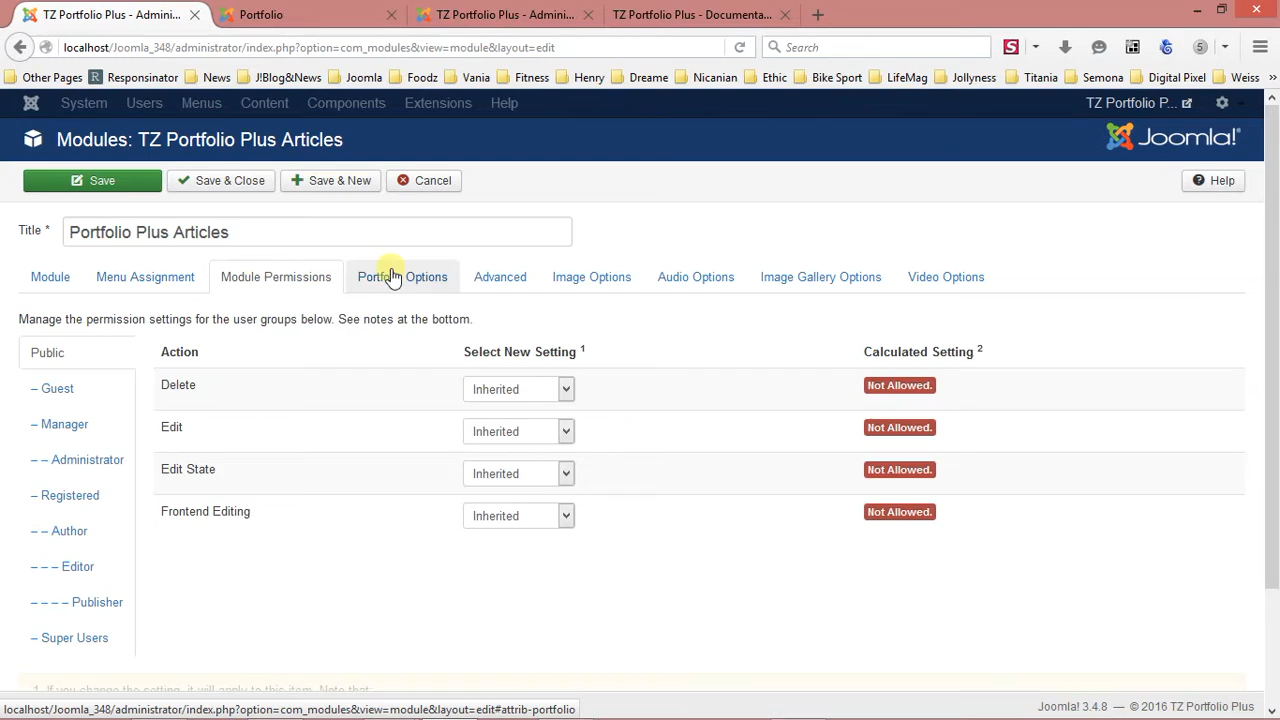 TZ Portfolio Plus - Admini...
Portfolio
TZ Portfolio Plus - Admini...
TZ Portfolio Plus - Documenta...
localhost/Joomla_348/administrator/index.php?option=com_modules&view=module&layout=edit
Search
S
5
Other Pages
R Responsinator
News
J!Blog&News
Joomla
Foodz
Vania
Fitness
Henry
Dreame
Nicanian
Ethic
Bike Sport
LifeMag
Jollyness
Titania
Semona
Digital Pixel
Weiss
System
Users
Menus
Content
Components
Extensions
Help
TZ Portfolio P...
Modules: TZ Portfolio Plus Articles
Joomla!
Save
Save & Close
Save & New
Cancel
Help
Title *
Portfolio Plus Articles
Module
Menu Assignment
Module Permissions
Portfolio Options
Advanced
Image Options
Audio Options
Image Gallery Options
Video Options
Manage the permission settings for the user groups below. See notes at the bottom.
Public
– Guest
– Manager
– – Administrator
– Registered
– – Author
– – – Editor
– – – – Publisher
– Super Users
Action
Select New Setting 1
Calculated Setting 2
Delete
Inherited
Not Allowed.
Edit
Inherited
Not Allowed.
Edit State
Inherited
Not Allowed.
Frontend Editing
Inherited
Not Allowed.
1. If you change the setting, it will apply to this item. Note that:
localhost/Joomla_348/administrator/index.php?option=com_modules&view=module&layout=edit#attrib-portfolio
Joomla! 3.4.8 — © 2016 TZ Portfolio Plus